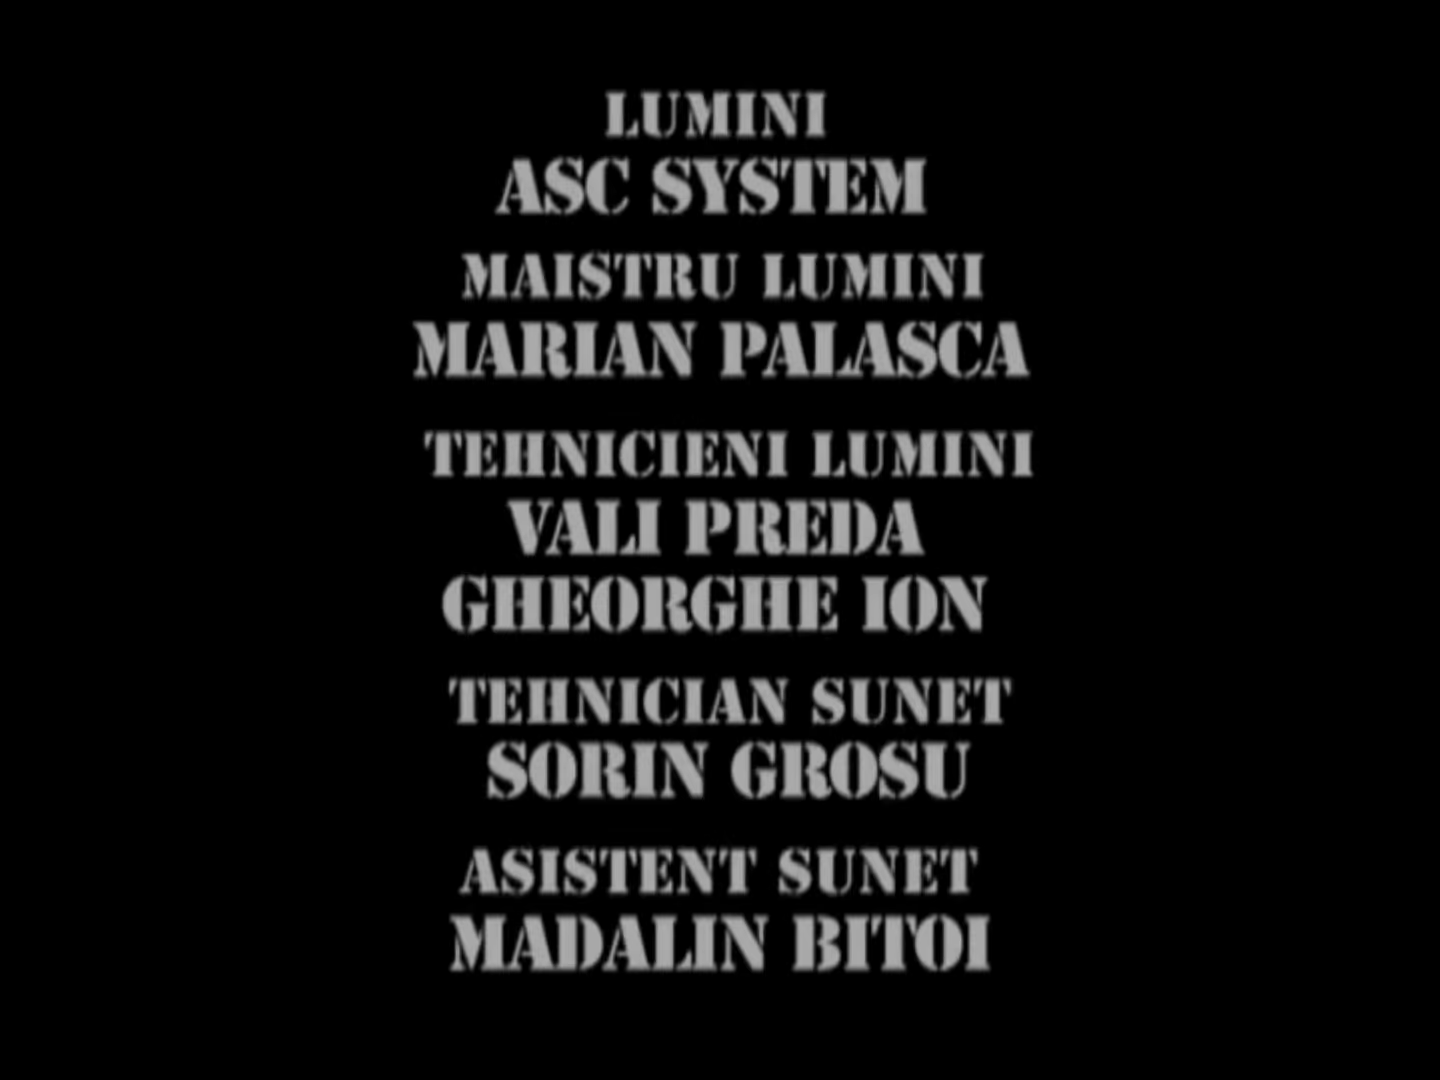 LUMINI
ASC SYSTEM
MAISTRU LUMINI
MARIAN PALASCA
TEHNICIENI LUMINI
VALI PREDA
GHEORGHE ION
TEHNICIAN SUNET
SORIN GROSU
ASISTENT SUNET
MADALIN BITOI